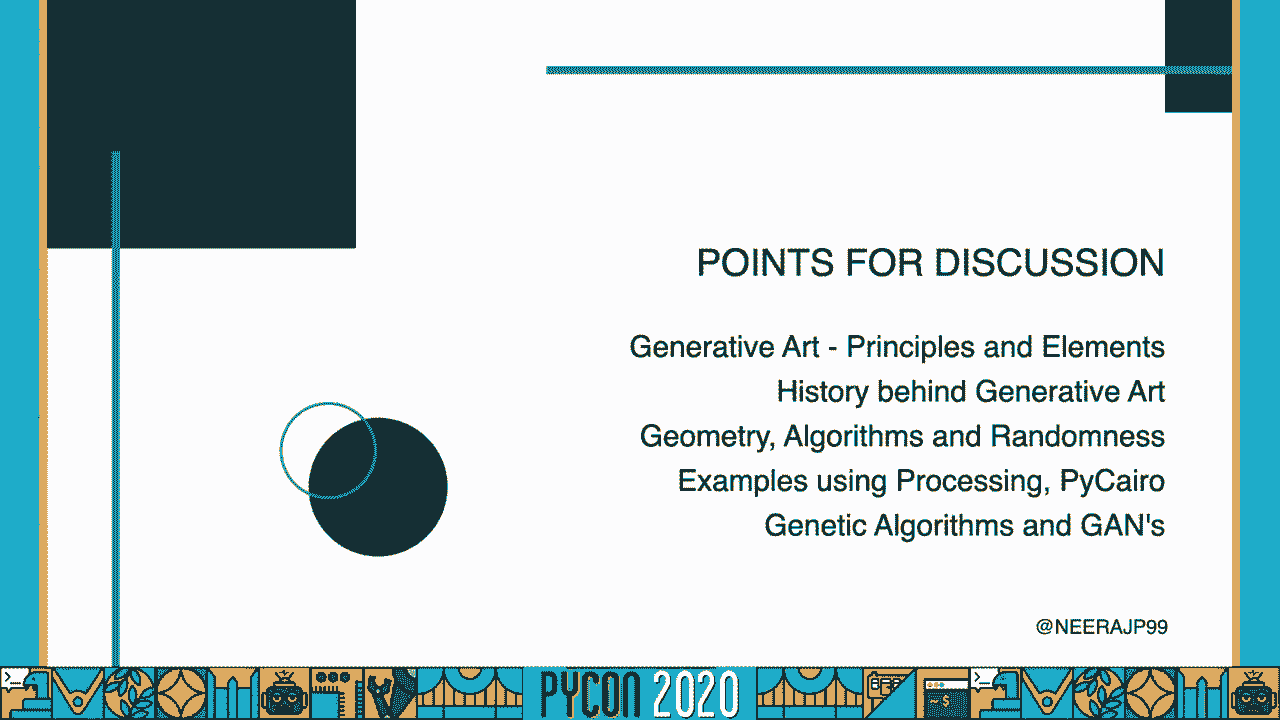 POINTS FOR DISCUSSION
Generative Art - Principles and Elements
History behind Generative Art
Geometry, Algorithms and Randomness
Examples using Processing, PyCairo
Genetic Algorithms and GAN's
@NEERAJP99
PYCON 2020